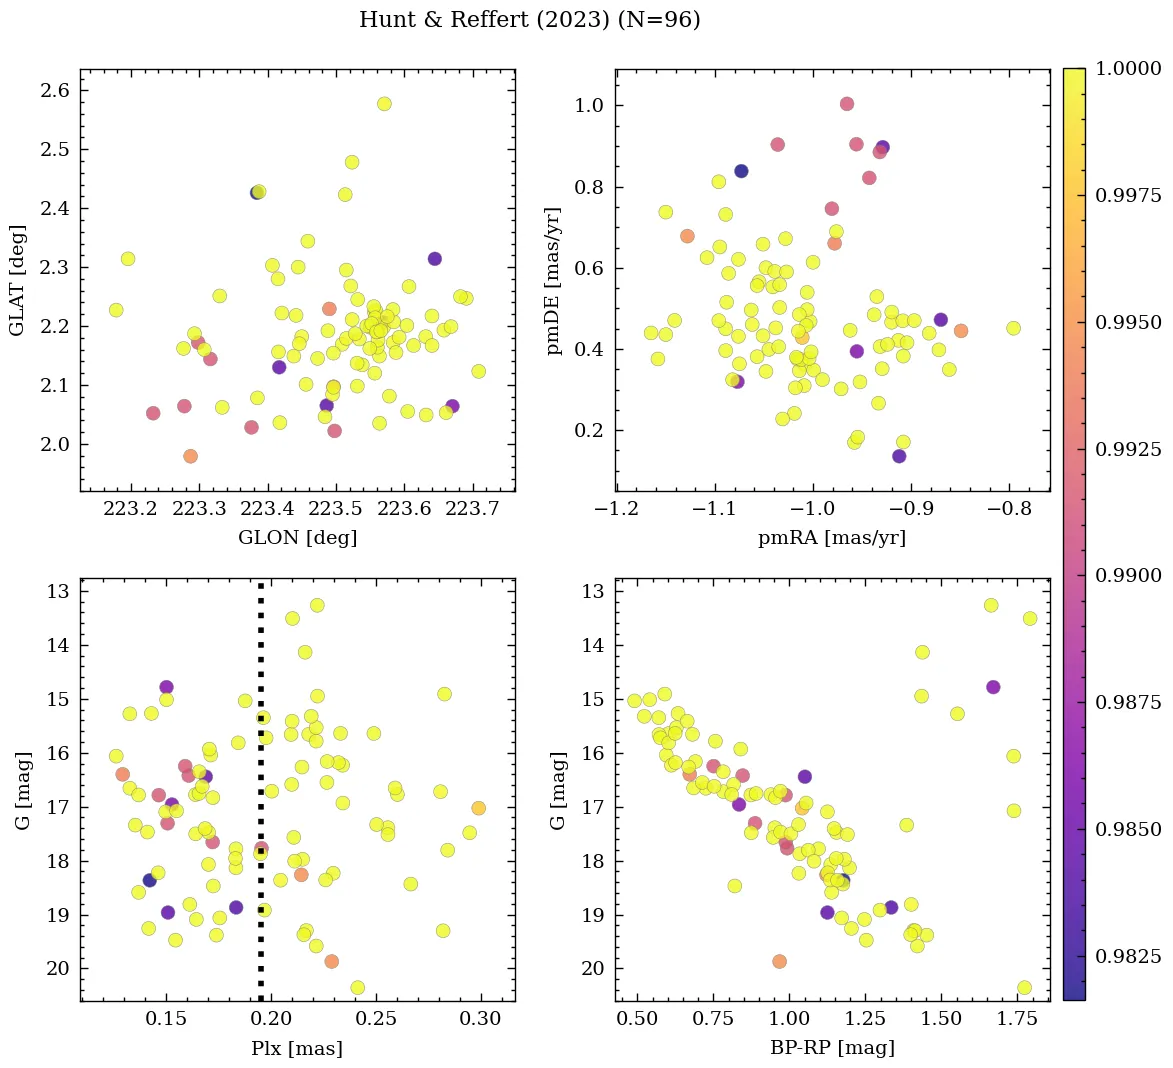 Hunt & Reffert (2023) (N=96)
2.6
2.5
2.4
2.3
2.2
2.1
2.0
GLAT [deg]
223.2 223.3 223.4 223.5 223.6 223.7
GLON [deg]
1.0
0.8
0.6
0.4
0.2
pmDE [mas/yr]
−1.2 −1.1 −1.0 −0.9 −0.8
pmRA [mas/yr]
13
14
15
16
17
18
19
20
G [mag]
0.15 0.20 0.25 0.30
Plx [mas]
13
14
15
16
17
18
19
20
G [mag]
0.50 0.75 1.00 1.25 1.50 1.75
BP-RP [mag]
1.0000
0.9975
0.9950
0.9925
0.9900
0.9875
0.9850
0.9825